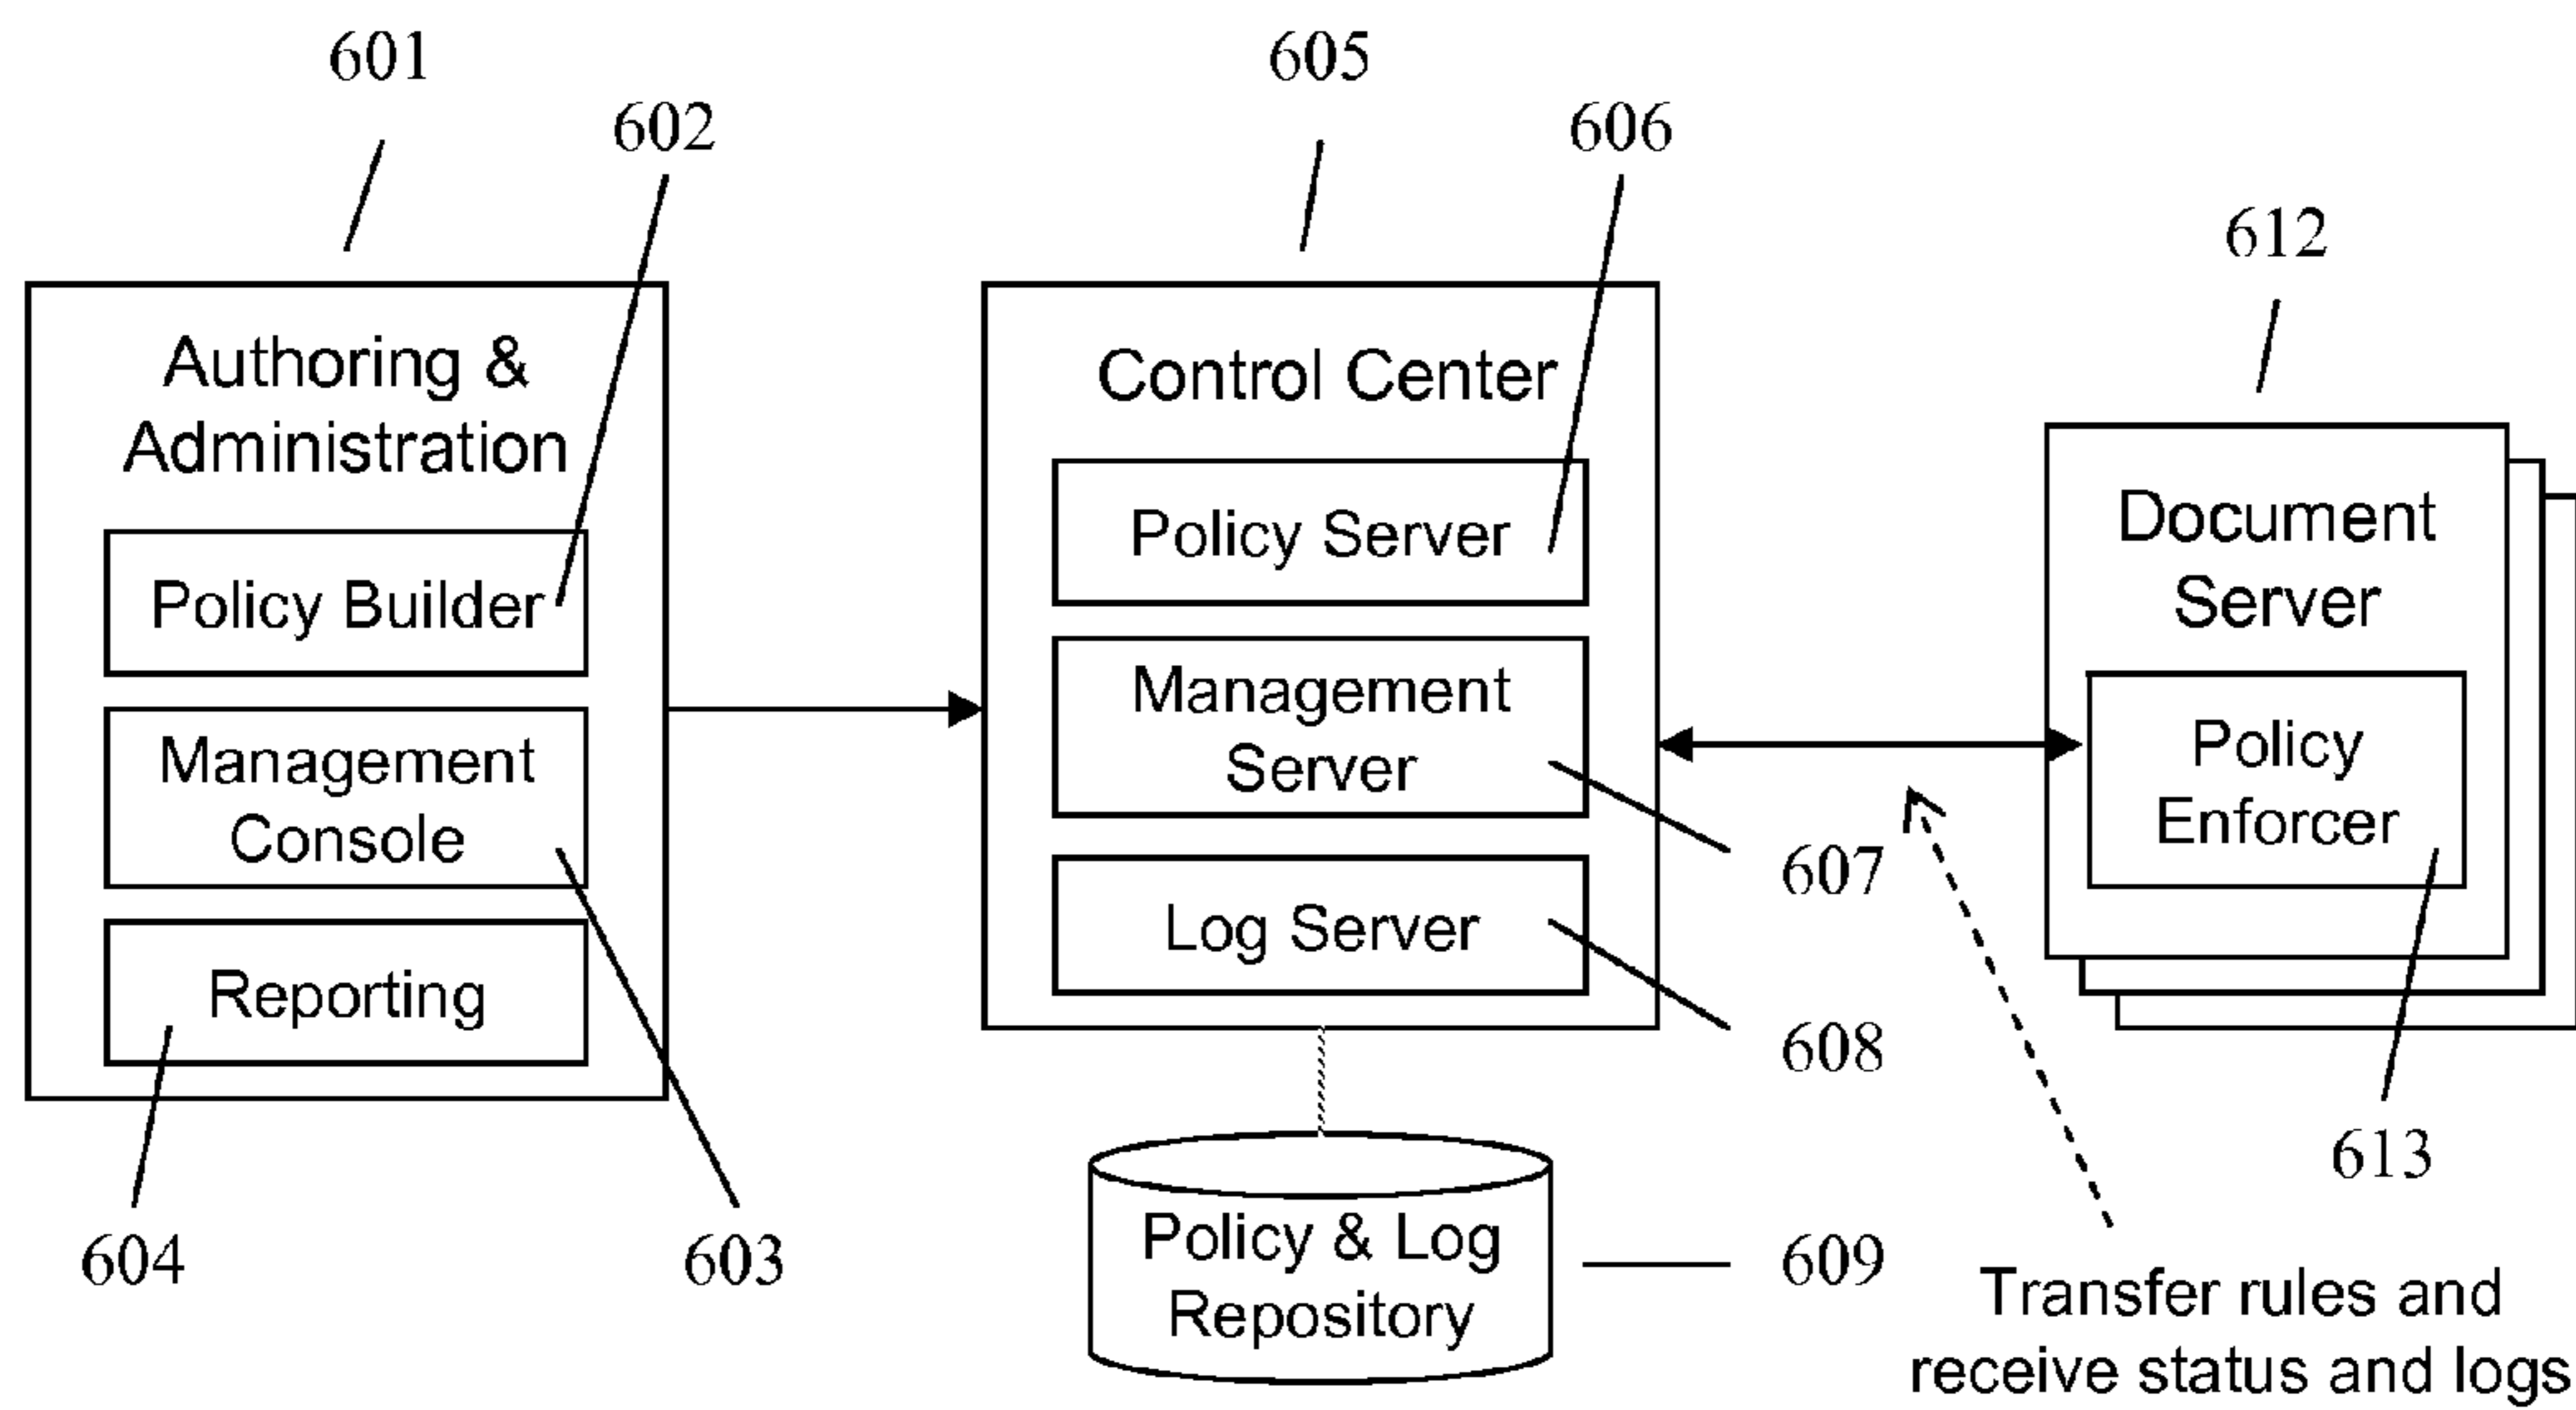 601
602
Authoring &
Administration
Policy Builder
Management
Console
Reporting
604
603
605
606
Control Center
Policy Server
Management
Server
Log Server
607
608
Policy & Log
Repository
609
612
Document
Server
Policy
Enforcer
613
Transfer rules and
receive status and logs